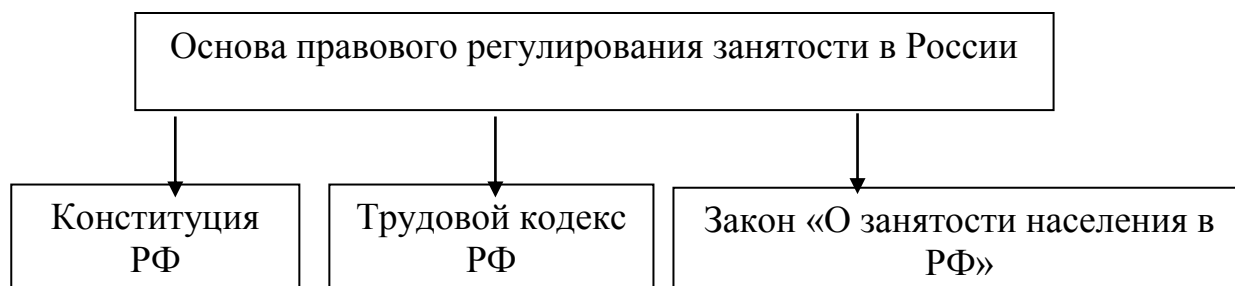 Основа правового регулирования занятости в России
Конституция
РФ
Трудовой кодекс
РФ
Закон «О занятости населения в
РФ»